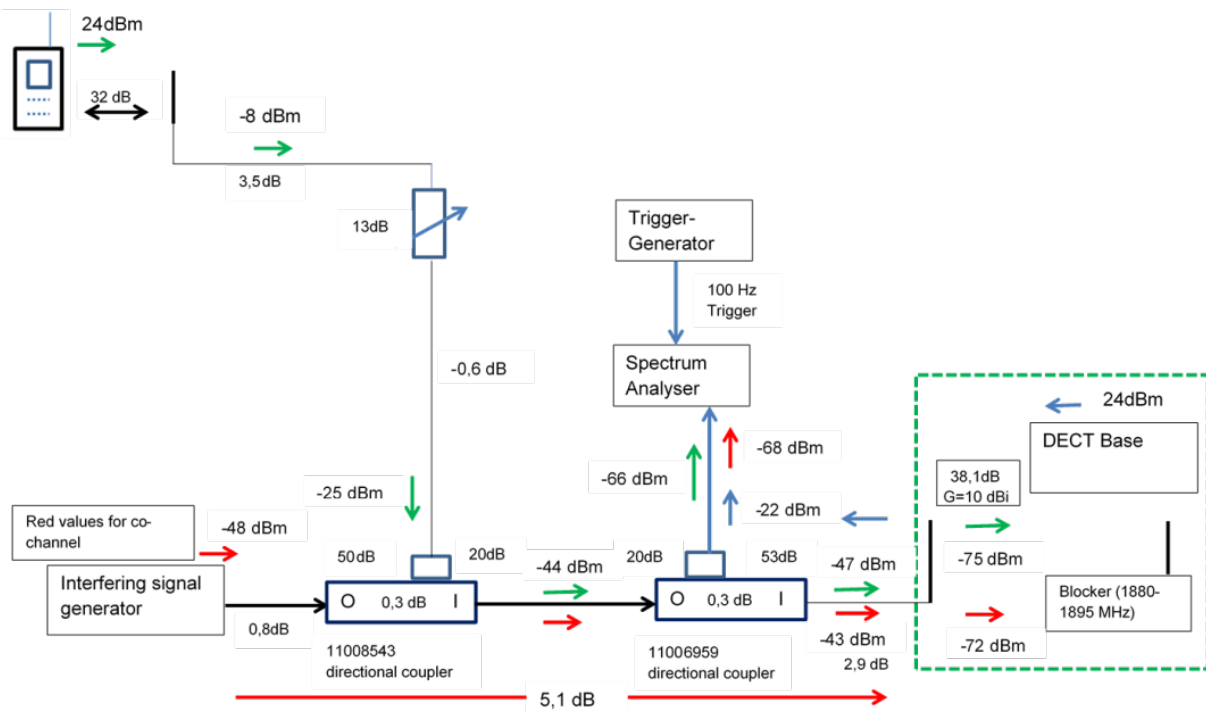 24dBm
32 dB
-8 dBm
3,5dB
13dB
Trigger-
Generator
100 Hz
Trigger
-0,6 dB
Spectrum
Analyser
24dBm
DECT Base
-68 dBm
-66 dBm
38,1dB
G=10 dBi
-25 dBm
-22 dBm
Red values for co-
channel
-48 dBm
50dB
20dB
-44 dBm
20dB
53dB
-47 dBm
-75 dBm
Interfering signal
generator
0,8dB
O 0,3 dB I
O 0,3 dB I
Blocker (1880-
1895 MHz)
-43 dBm
-72 dBm
2,9 dB
11008543
directional coupler
11006959
directional coupler
5,1 dB